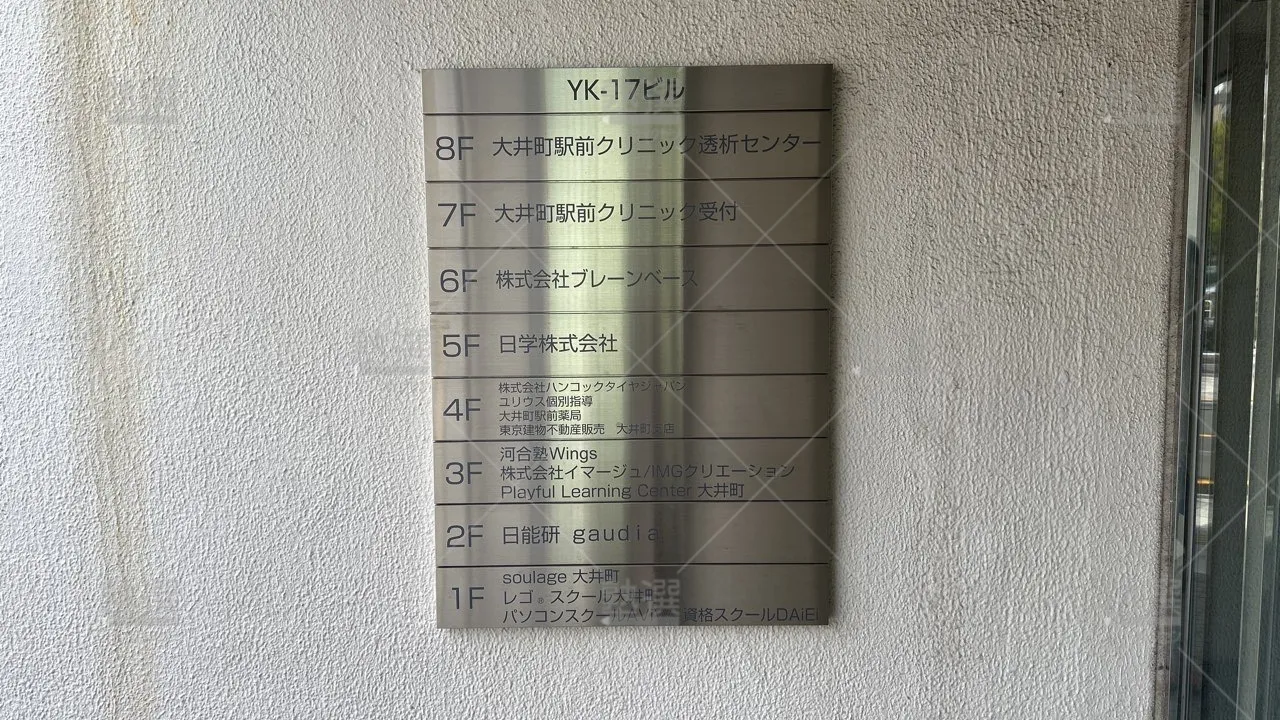 YK-17ビル
8F 大井町駅前クリニック透析センター
7F 大井町駅前クリニック受付
6F 株式会社ブレーンベース
5F 日学株式会社
4F 株式会社ハンコックタイヤジャパン
ユリウス個別指導
大井町駅前薬局
東京建物不動産販売 大井町支店
3F 河合塾Wings
株式会社イマージュ/IMGクリエーション
Playful Learning Center 大井町
2F 日能研 gaudia
1F soulage 大井町
レゴ® スクール大井町
パソコンスクール 資格スクールDAiEi